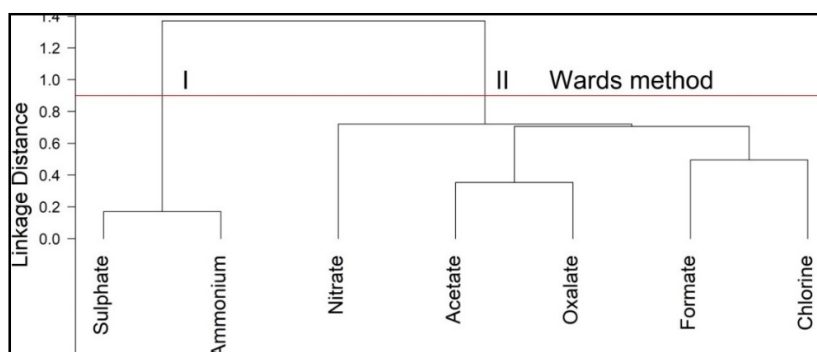 1.4
1.2
1.0
0.8
0.6
0.4
0.2
0.0
Linkage Distance
I
II
Wards method
Sulphate
Ammonium
Nitrate
Acetate
Oxalate
Formate
Chlorine